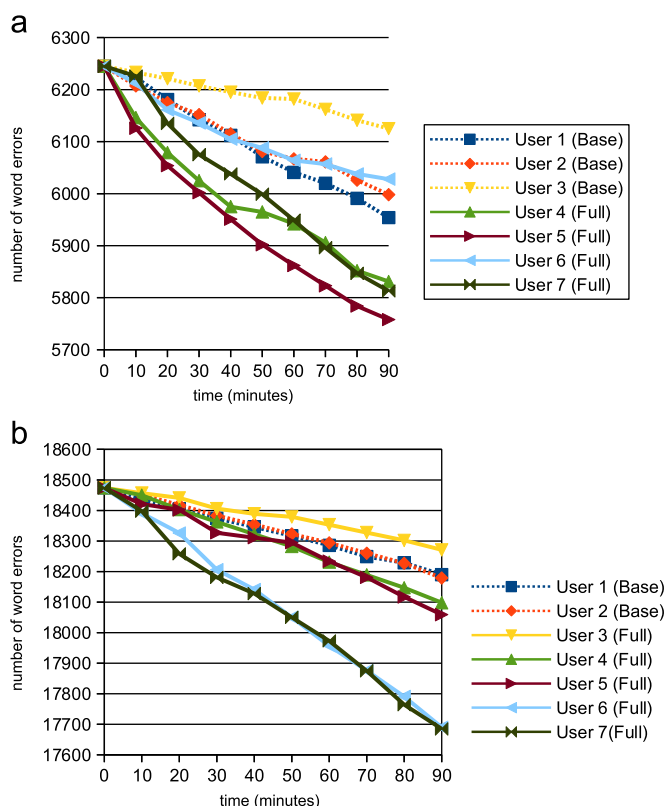 a
6300
6200
6100
6000
5900
5800
5700
number of word errors
0 10 20 30 40 50 60 70 80 90
time (minutes)
User 1 (Base)
User 2 (Base)
User 3 (Base)
User 4 (Full)
User 5 (Full)
User 6 (Full)
User 7 (Full)
b
18600
18500
18400
18300
18200
18100
18000
17900
17800
17700
17600
number of word errors
0 10 20 30 40 50 60 70 80 90
time (minutes)
User 1 (Base)
User 2 (Base)
User 3 (Full)
User 4 (Full)
User 5 (Full)
User 6 (Full)
User 7(Full)